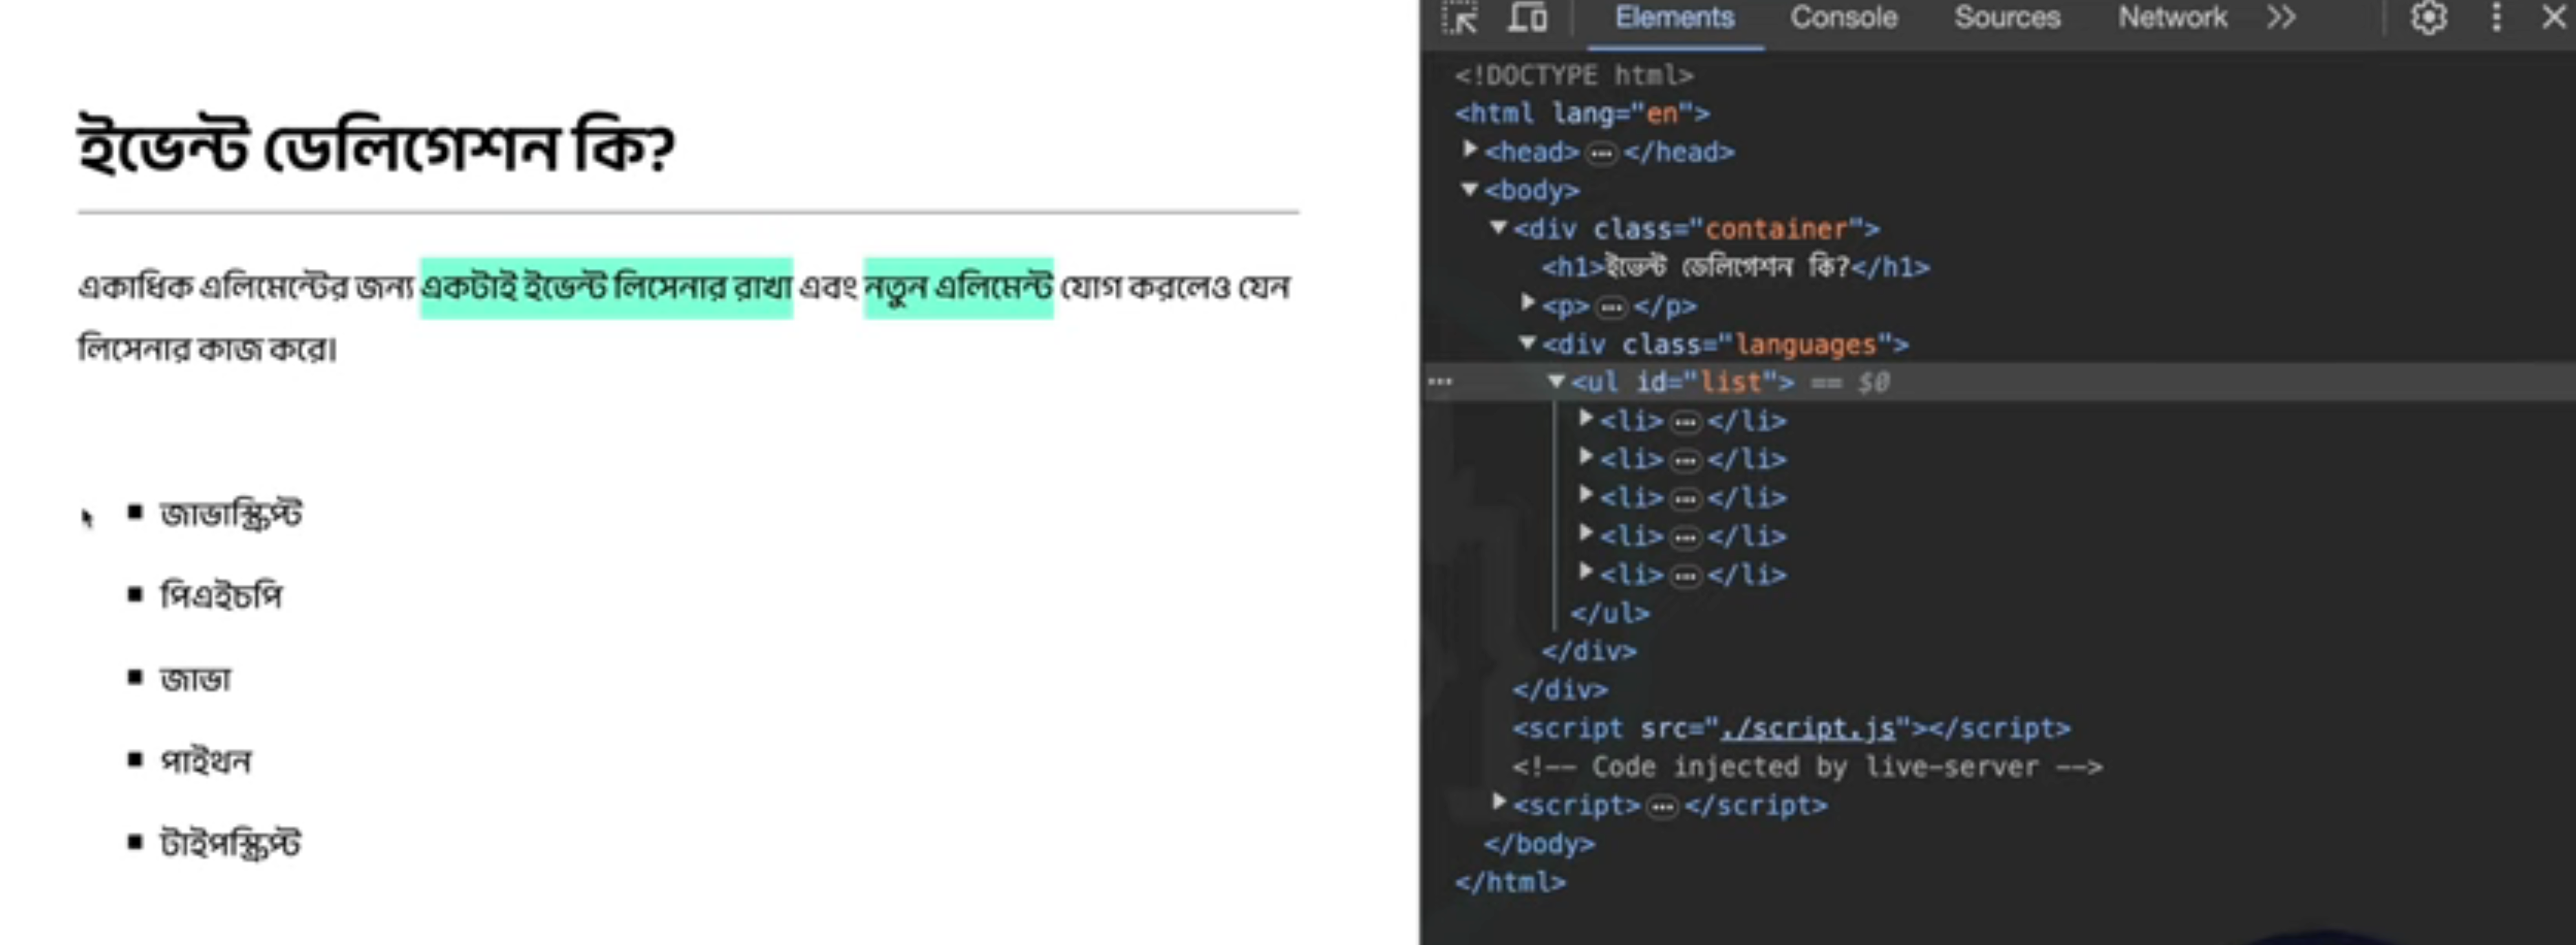 ইভেন্ট ডেলিগেশন কি?
একাধিক এলিমেন্টের জন্য একটাই ইভেন্ট লিসেনার রাখা এবং নতুন এলিমেন্ট যোগ করলেও যেন
লিসেনার কাজ করে।
জাভাস্ক্রিপ্ট
পিএইচপি
জাভা
পাইথন
টাইপস্ক্রিপ্ট
Elements Console Sources Network
<!DOCTYPE html>
<html lang="en">
<head> … </head>
<body>
<div class="container">
<h1>ইভেন্ট ডেলিগেশন কি?</h1>
<p> … </p>
<div class="languages">
<ul id="list"> == $0
<li> … </li>
<li> … </li>
<li> … </li>
<li> … </li>
<li> … </li>
</ul>
</div>
</div>
<script src="./script.js"></script>
<!-- Code injected by live-server -->
<script> … </script>
</body>
</html>